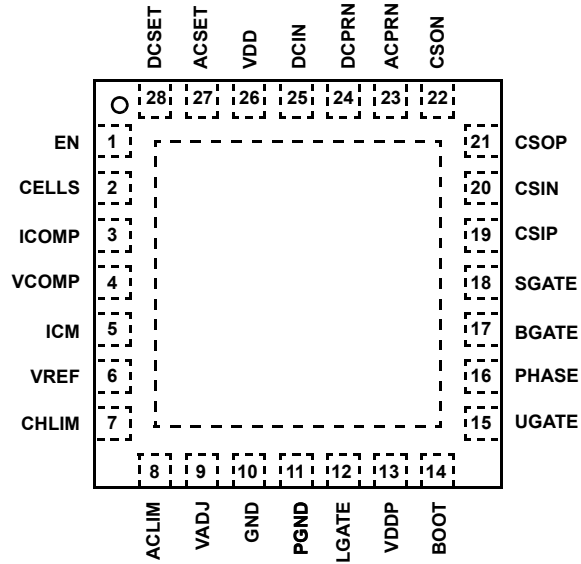 DCSET
ACSET
VDD
DCIN
DCPRN
ACPRN
CSON
28 27 26 25 24 23 22
EN 1
CELLS 2
ICOMP 3
VCOMP 4
ICM 5
VREF 6
CHLIM 7
21 CSOP
20 CSIN
19 CSIP
18 SGATE
17 BGATE
16 PHASE
15 UGATE
8 9 10 11 12 13 14
ACLIM
VADJ
GND
PGND
LGATE
VDDP
BOOT